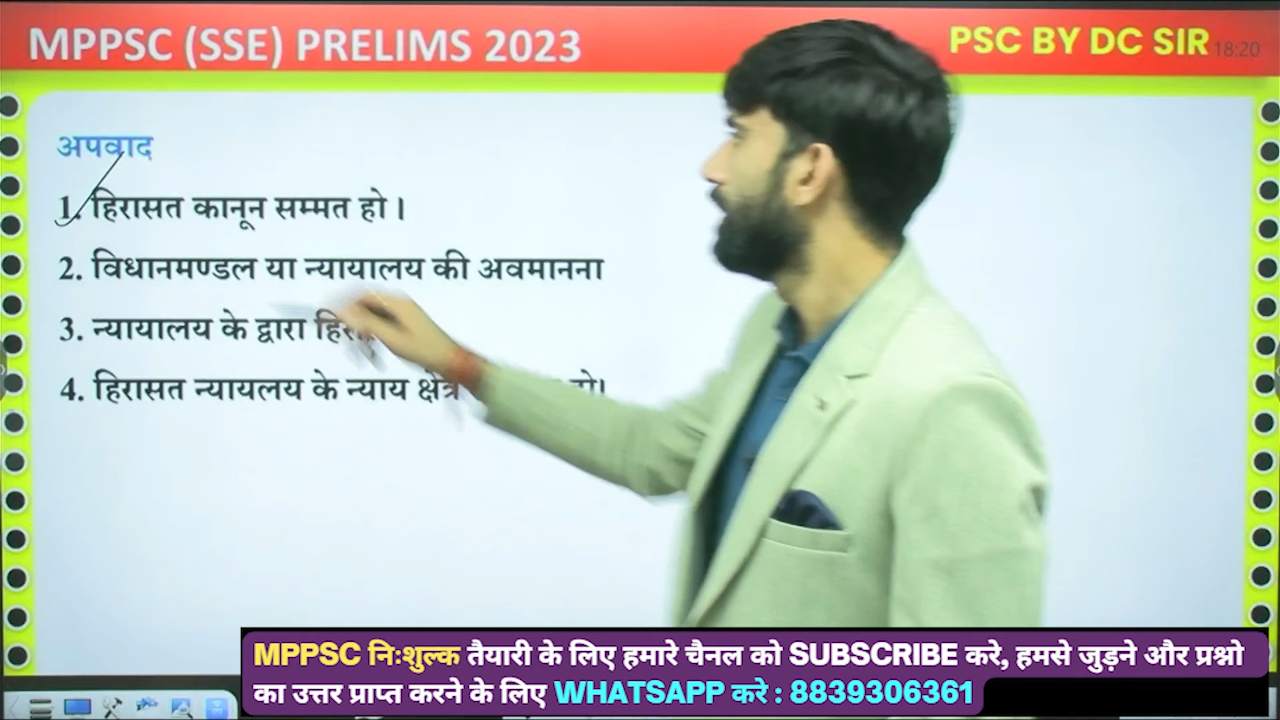 MPPSC (SSE) PRELIMS 2023
PSC BY DC SIR 18:20
अपवाद
1. हिरासत कानून सम्मत हो।
2. विधानमण्डल या न्यायालय की अवमानना
3. न्यायालय के द्वारा
4. हिरासत न्यायलय के न्याय क्षेत्र
MPPSC निःशुल्क तैयारी के लिए हमारे चैनल को SUBSCRIBE करे, हमसे जुड़ने और प्रश्नो
का उत्तर प्राप्त करने के लिए WHATSAPP करे : 8839306361